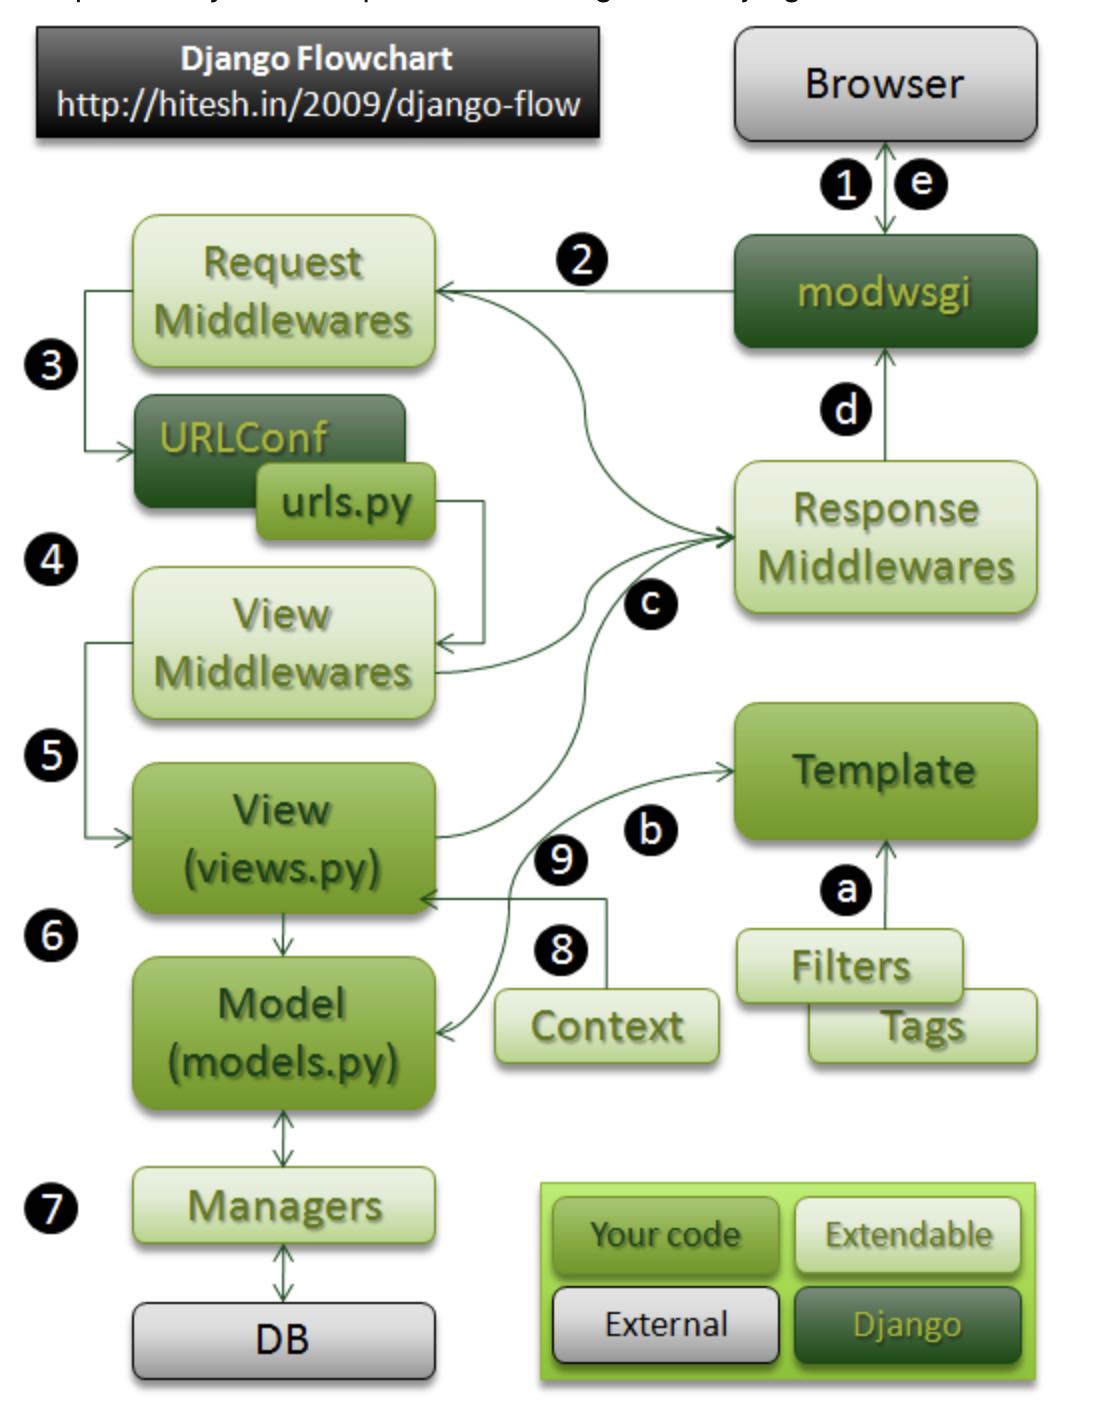 Django Flowchart
http://hitesh.in/2009/django-flow
Browser
1
e
Request
Middlewares
2
modwsgi
3
d
URLConf
urls.py
Response
Middlewares
4
c
View
Middlewares
5
Template
View
(views.py)
b
9
a
6
8
Filters
Tags
Model
(models.py)
Context
7
Managers
Your code
Extendable
DB
External
Django